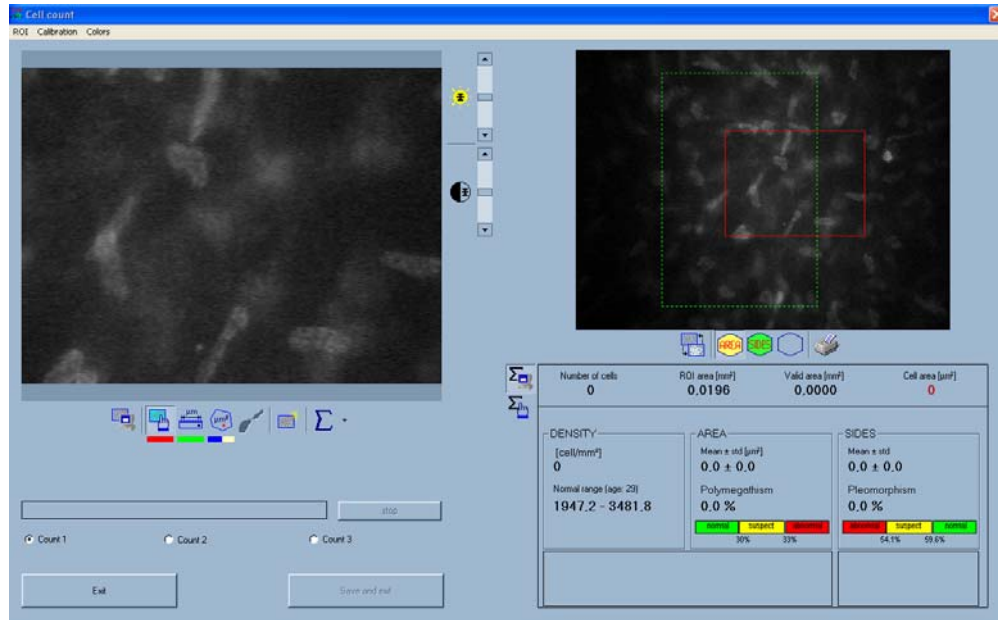 Cell count
ROI Calibration Colors
AREA SIDES
µm µm²
Number of cells ROI area [mm²] Valid area [mm²] Cell area [µm²]
0 0.0196 0.0000 0
DENSITY AREA SIDES
[cell/mm²] Mean ± std [µm²] Mean ± std
0 0.0 ± 0.0 0.0 ± 0.0
Normal range (age: 29) Polymegathism Pleomorphism
1947.2 - 3481.8 0.0 % 0.0 %
normal suspect abnormal abnormal suspect normal
30% 33% 54.1% 59.6%
stop
Count 1 Count 2 Count 3
Exit Save and exit